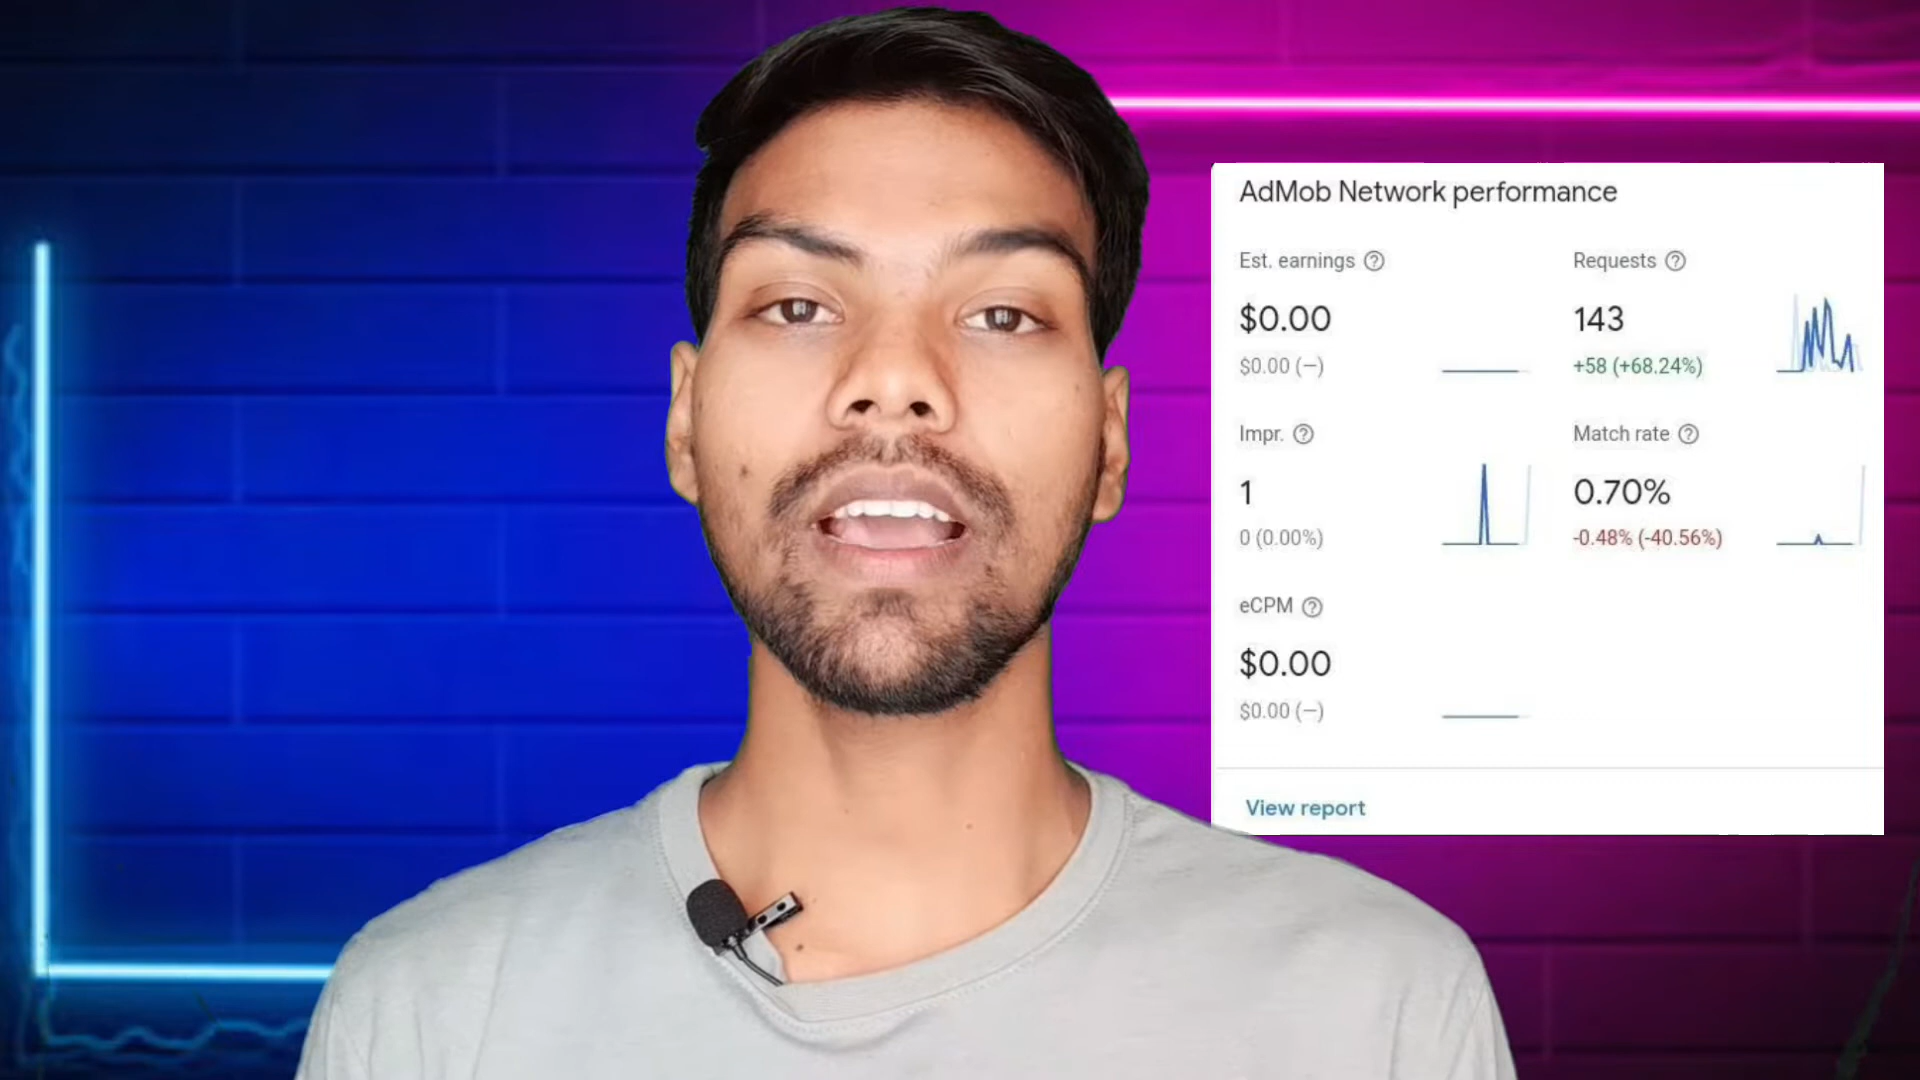 AdMob Network performance
Est. earnings
$0.00
$0.00 (—)
Requests
143
+58 (+68.24%)
Impr.
1
0 (0.00%)
Match rate
0.70%
-0.48% (-40.56%)
eCPM
$0.00
$0.00 (—)
View report